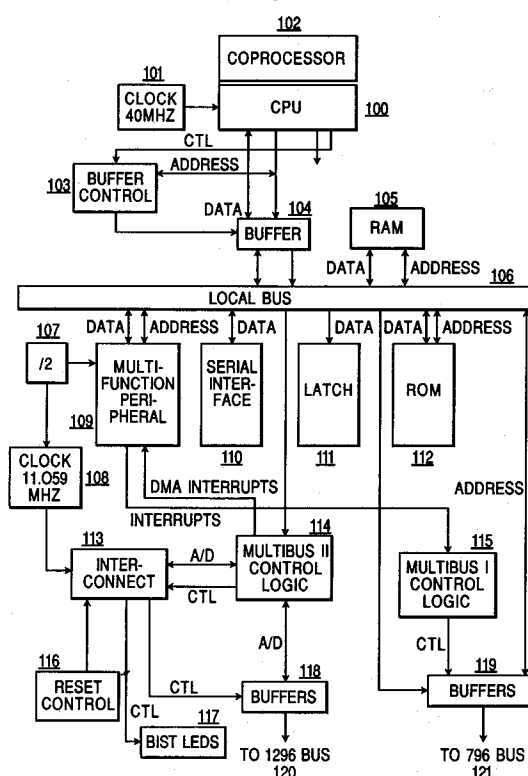 102
COPROCESSOR
101
CLOCK
40MHZ
CPU
100
CTL
103
BUFFER
CONTROL
ADDRESS
DATA
104
BUFFER
105
RAM
DATA
ADDRESS
106
LOCAL BUS
107
/2
DATA
ADDRESS
DATA
DATA
DATA
ADDRESS
MULTI-
FUNCTION
PERI-
PHERAL
109
SERIAL
INTER-
FACE
110
LATCH
111
ROM
112
CLOCK
11.059
MHZ
108
DMA INTERRUPTS
INTERRUPTS
ADDRESS
113
INTER-
CONNECT
A/D
CTL
114
MULTIBUS II
CONTROL
LOGIC
115
MULTIBUS I
CONTROL
LOGIC
A/D
CTL
116
RESET
CONTROL
CTL
117
BIST LEDS
CTL
118
BUFFERS
119
BUFFERS
TO 1296 BUS
120
TO 796 BUS
121